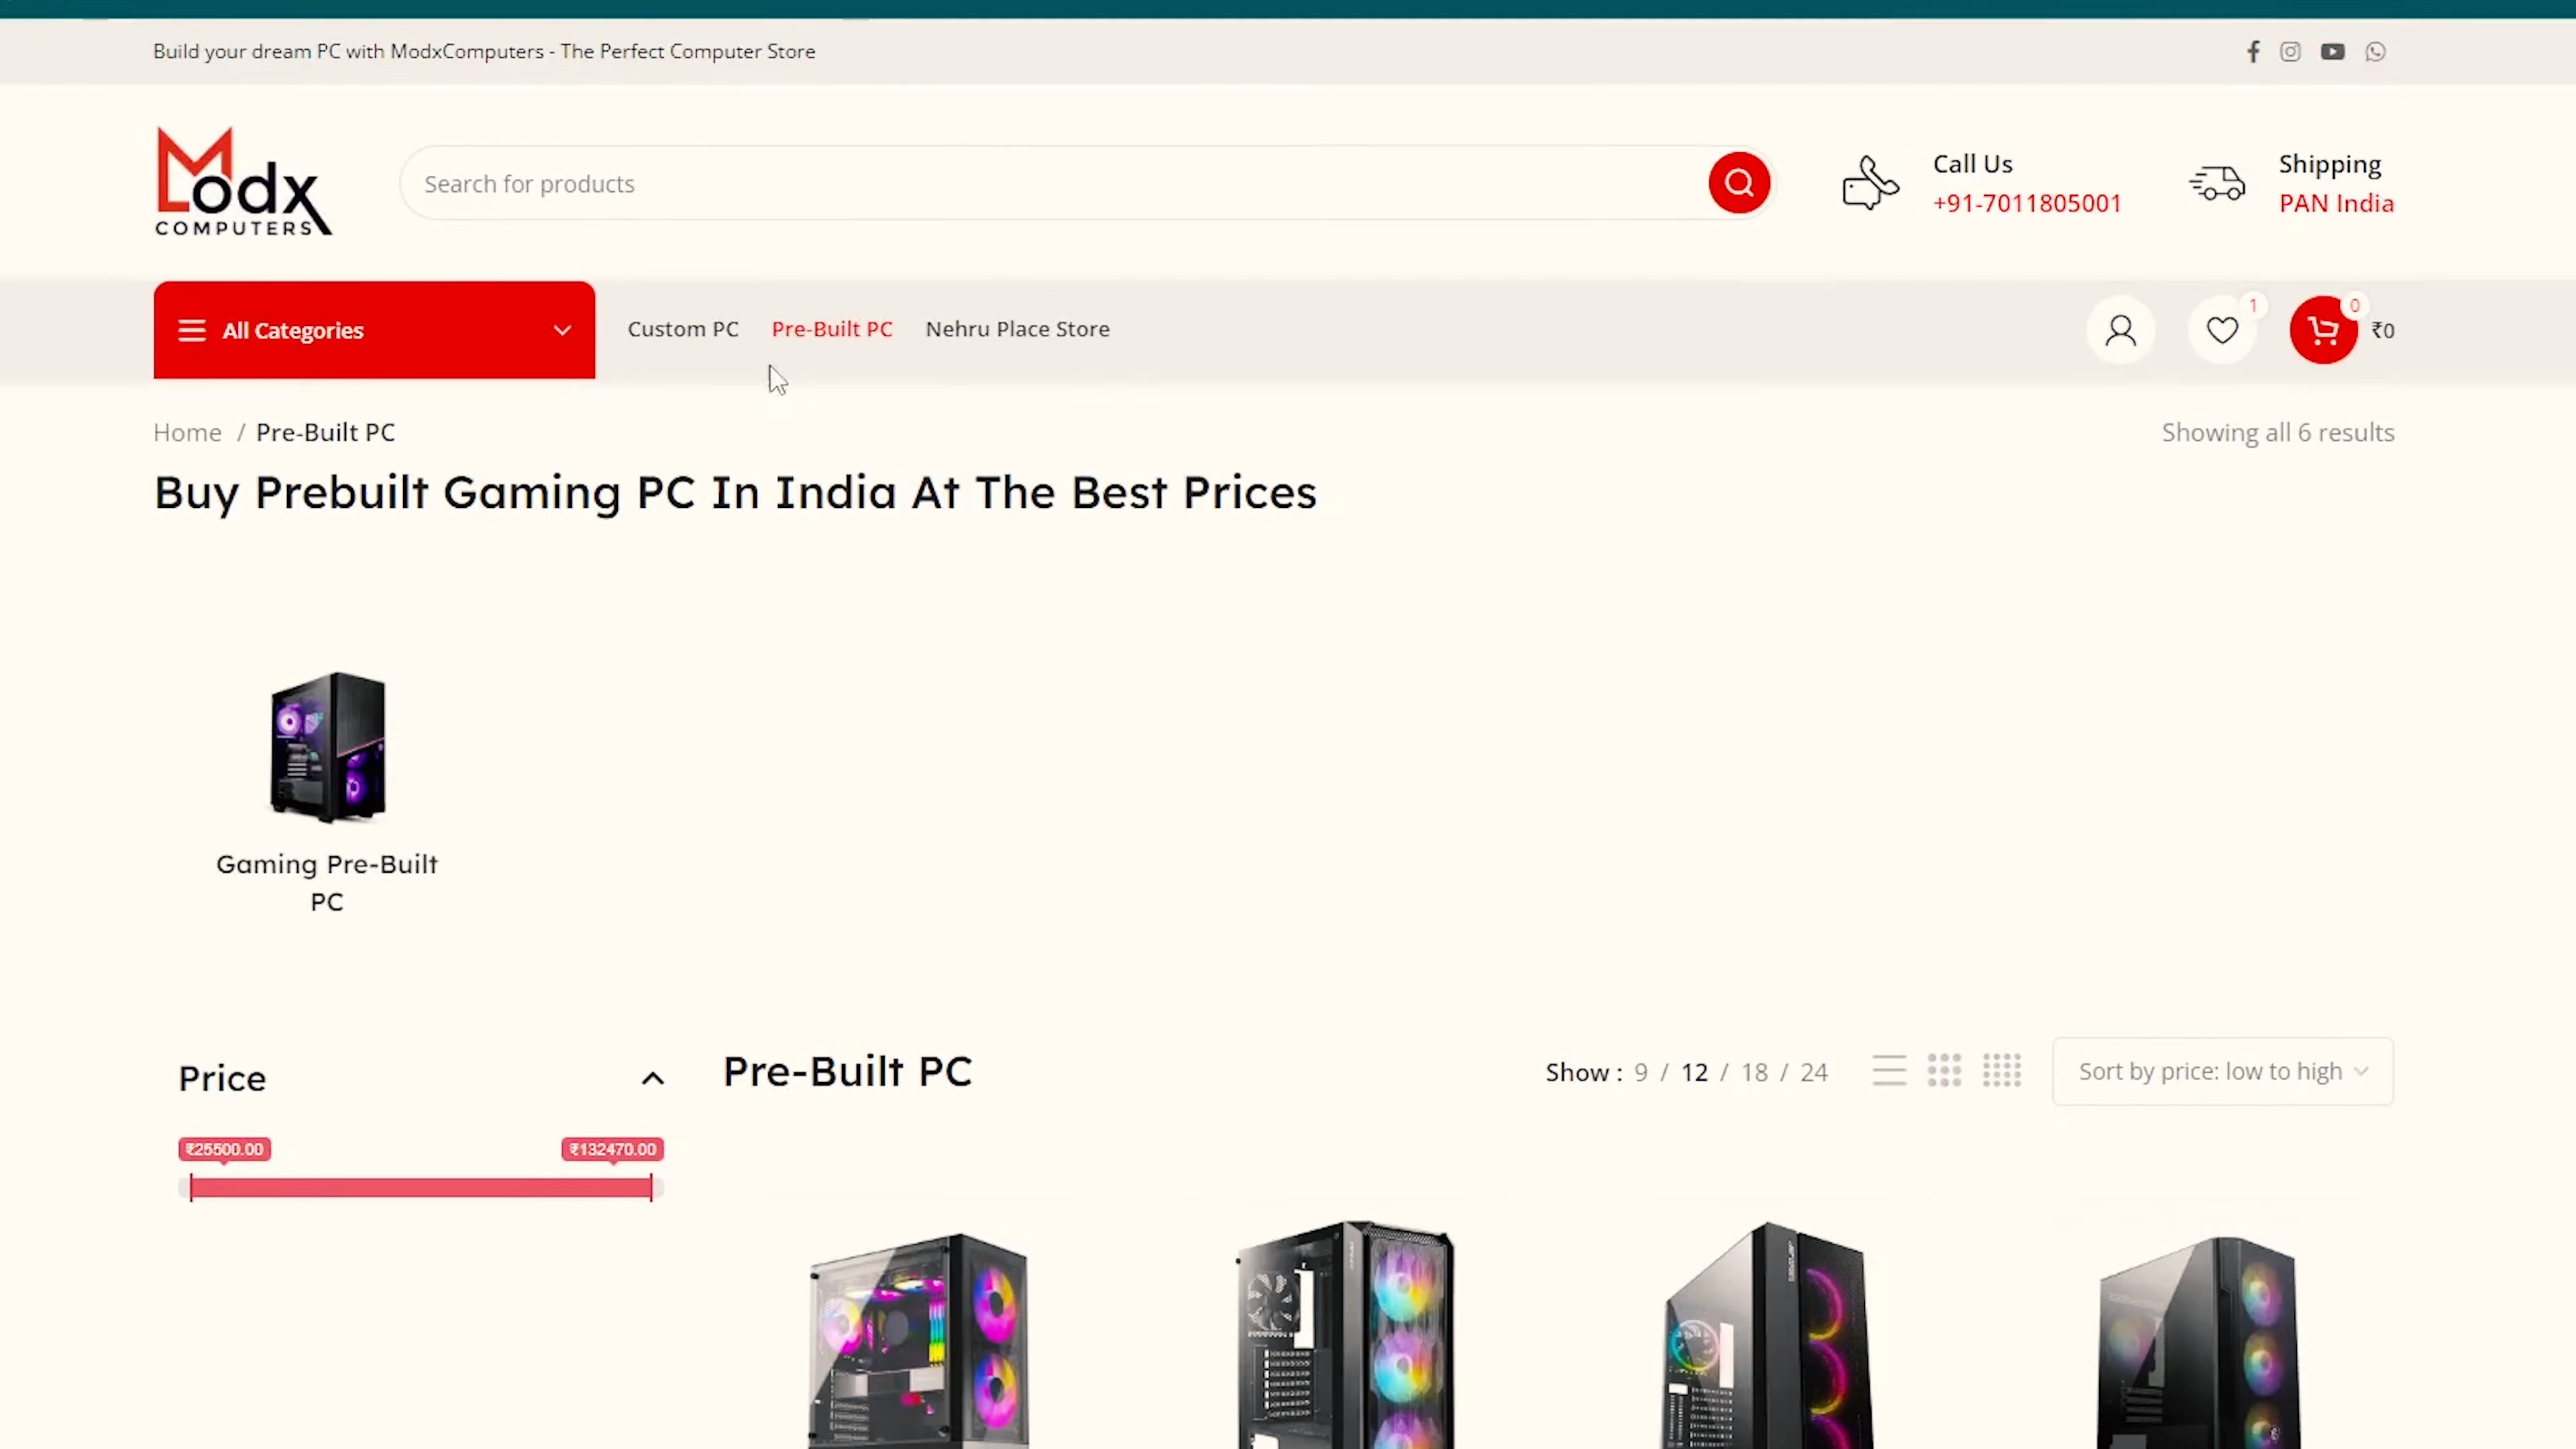 Build your dream PC with ModxComputers - The Perfect Computer Store
Modx
COMPUTERS
Search for products
Call Us
+91-7011805001
Shipping
PAN India
All Categories
Custom PC
Pre-Built PC
Nehru Place Store
1
0
₹0
Home / Pre-Built PC
Showing all 6 results
Buy Prebuilt Gaming PC In India At The Best Prices
Gaming Pre-Built
PC
Price
Pre-Built PC
Show : 9 / 12 / 18 / 24
Sort by price: low to high
₹25500.00
₹132470.00